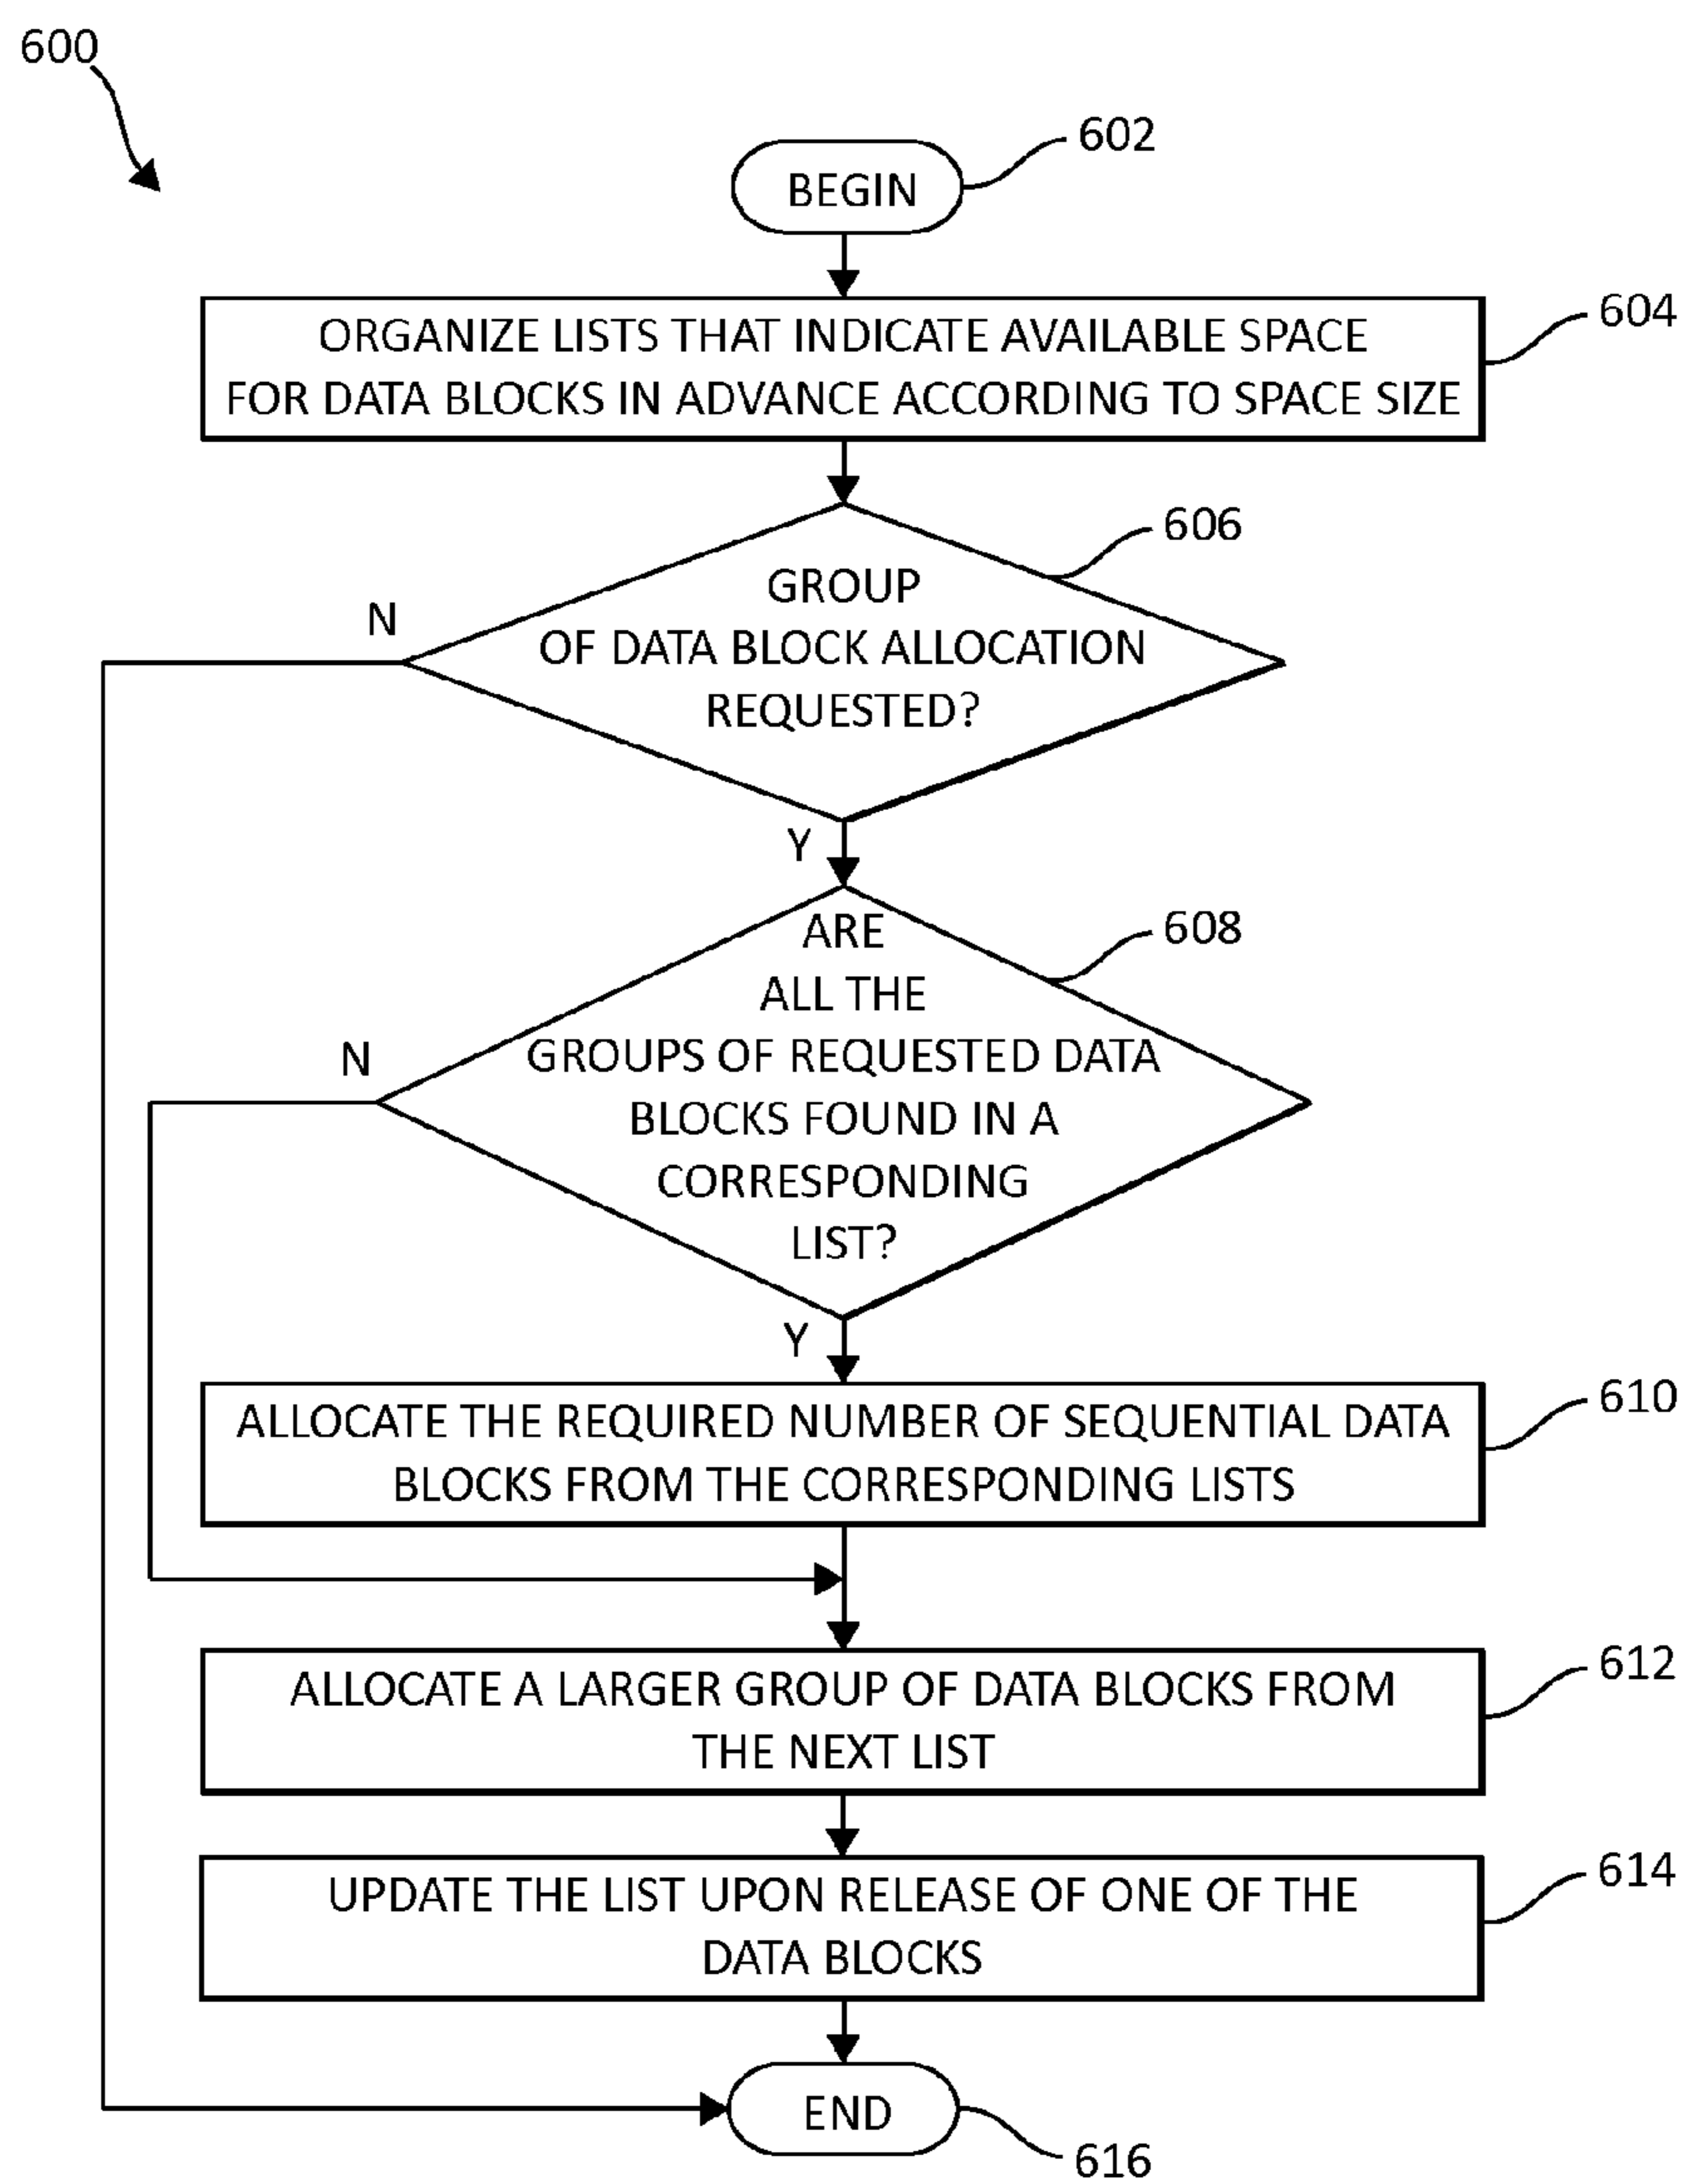 600
602
BEGIN
604
ORGANIZE LISTS THAT INDICATE AVAILABLE SPACE
FOR DATA BLOCKS IN ADVANCE ACCORDING TO SPACE SIZE
606
GROUP
OF DATA BLOCK ALLOCATION
REQUESTED?
N
Y
608
ARE
ALL THE
GROUPS OF REQUESTED DATA
BLOCKS FOUND IN A
CORRESPONDING
LIST?
N
Y
610
ALLOCATE THE REQUIRED NUMBER OF SEQUENTIAL DATA
BLOCKS FROM THE CORRESPONDING LISTS
612
ALLOCATE A LARGER GROUP OF DATA BLOCKS FROM
THE NEXT LIST
614
UPDATE THE LIST UPON RELEASE OF ONE OF THE
DATA BLOCKS
END
616